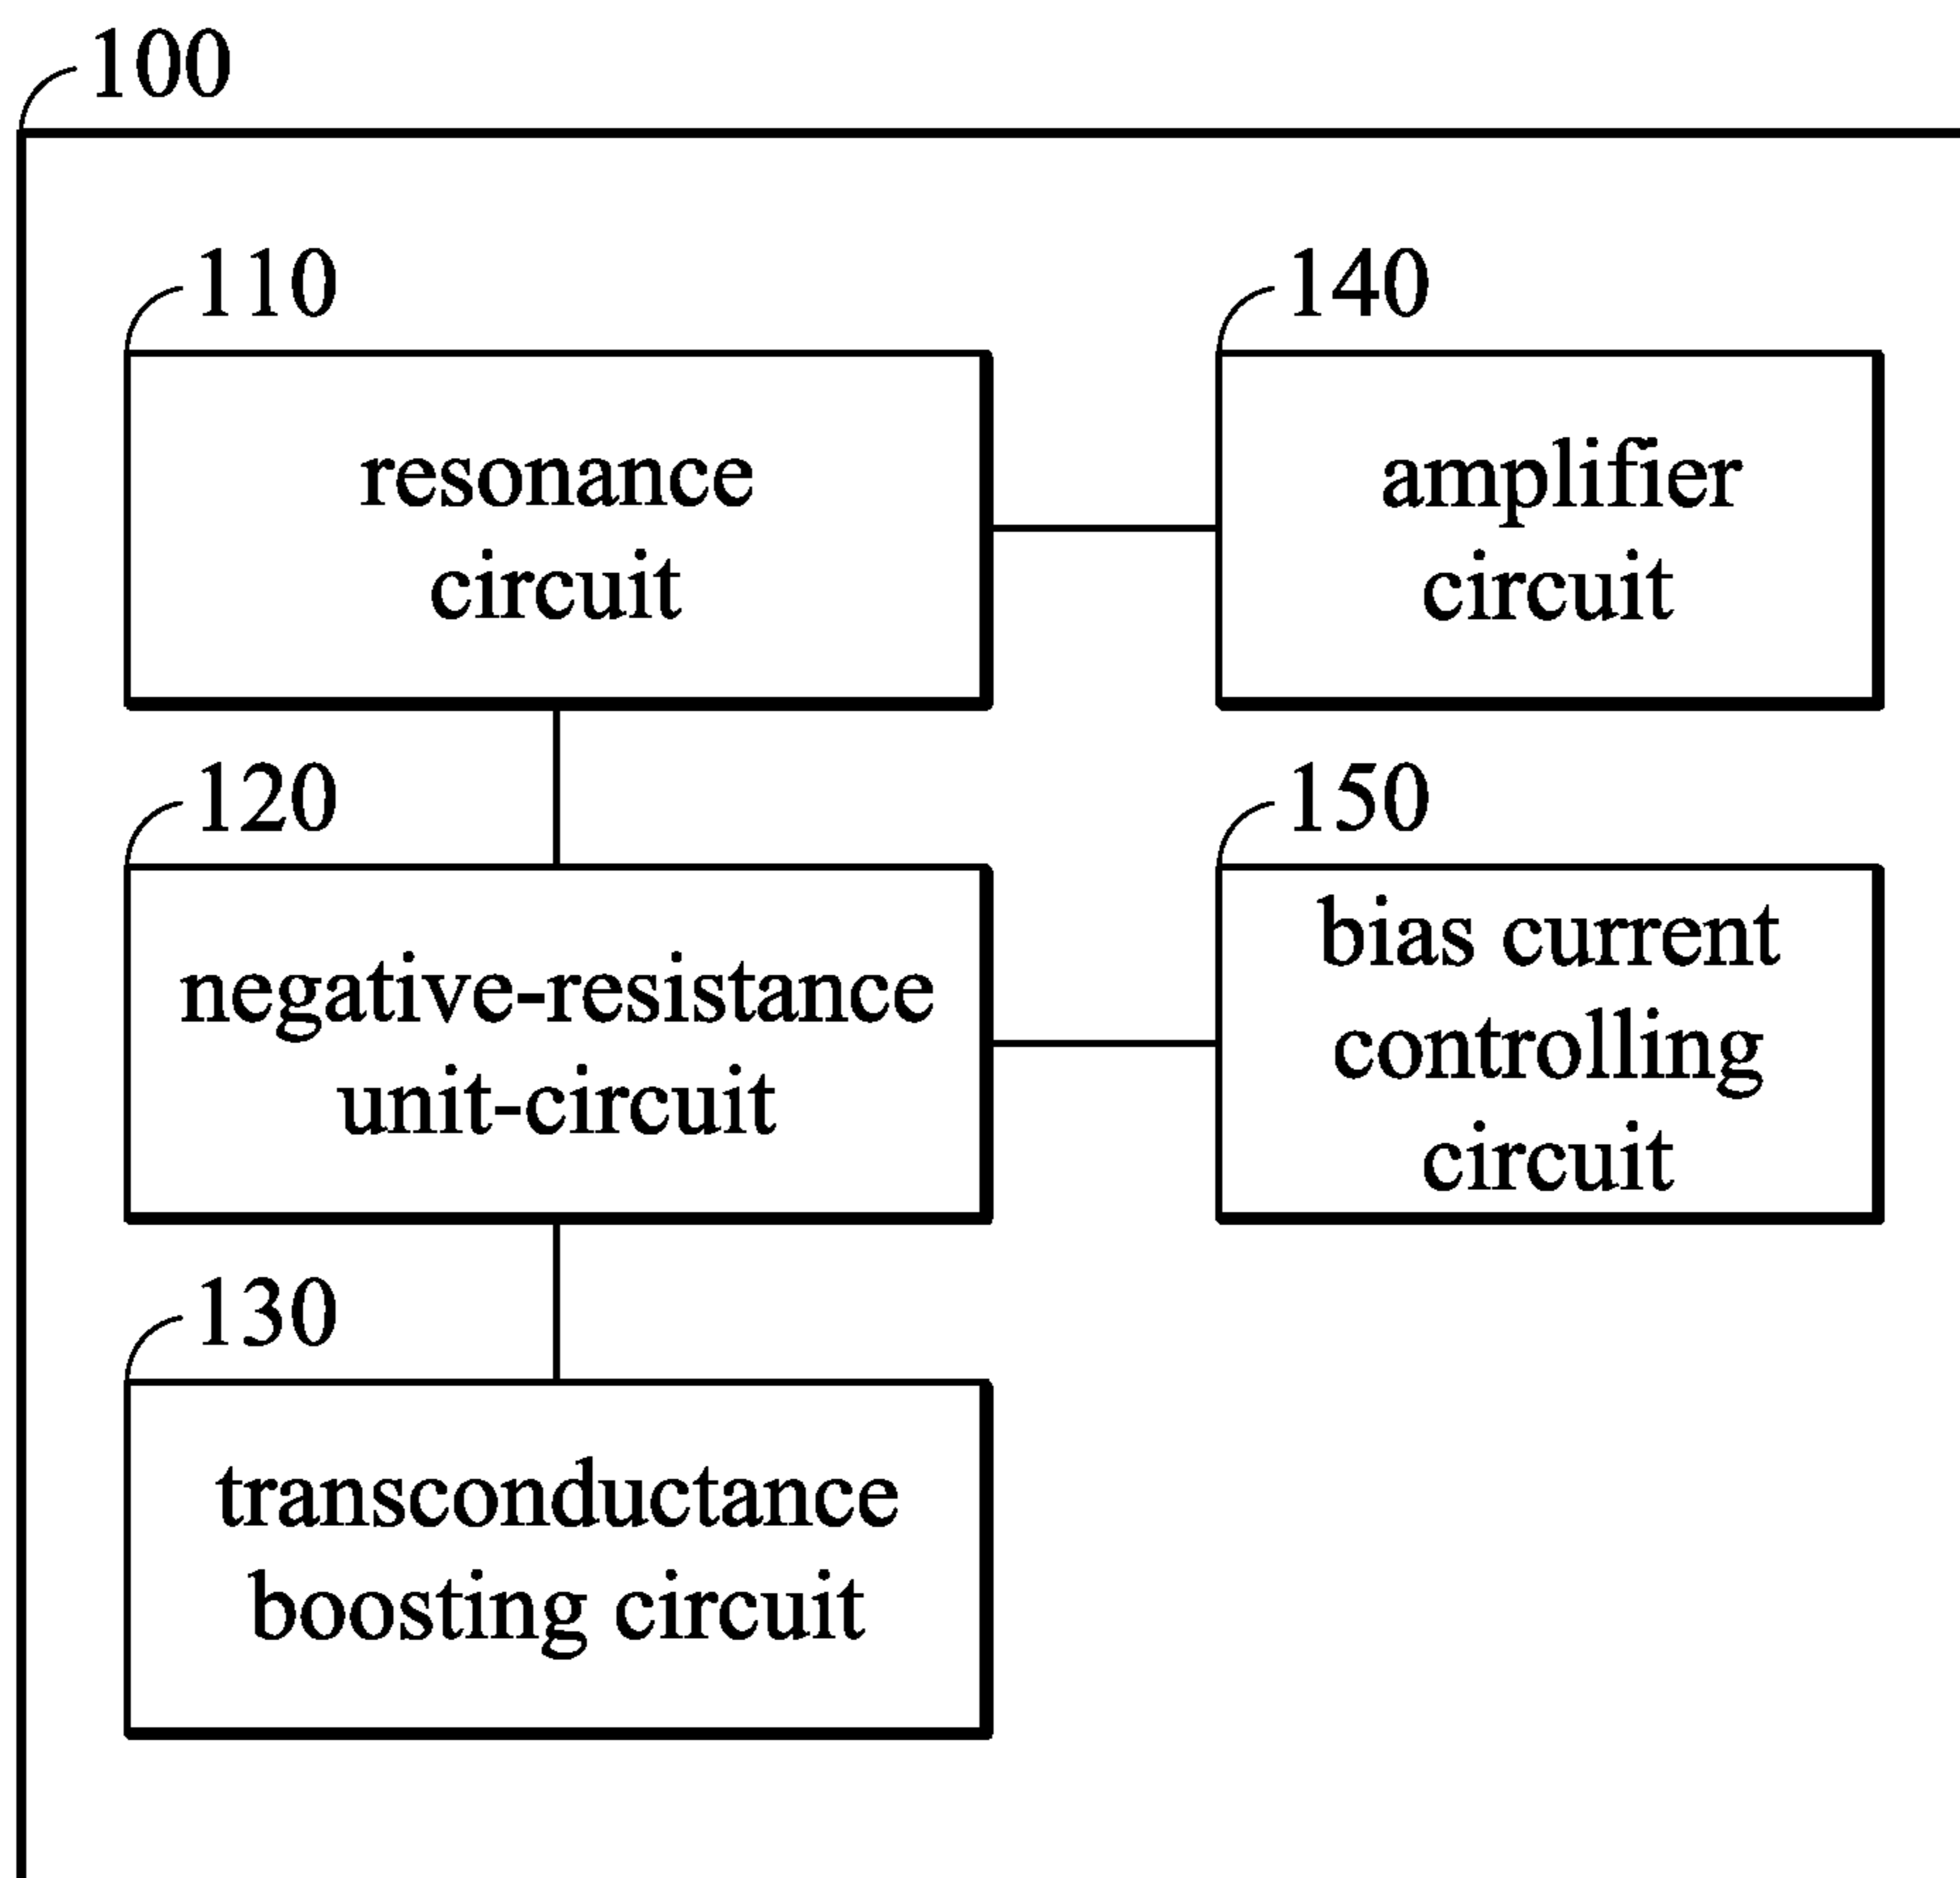 100
110
resonance
circuit
140
amplifier
circuit
120
negative-resistance
unit-circuit
150
bias current
controlling
circuit
130
transconductance
boosting circuit